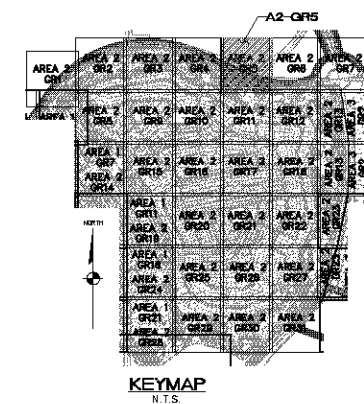 A2-GR5
AREA 2 AREA 2 AREA 2 AREA 2 AREA 2
GR2 GR3 GR4 GR5 GR6 GR7
AREA 2
GR1
AREA 2 AREA 2 AREA 2 AREA 2 AREA 2
GR8 GR9 GR10 GR11 GR12
AREA 1
GR7 AREA 2 AREA 2 AREA 2 AREA 2
AREA 2 GR15 GR16 GR17 GR18
GR14
AREA 1
GR11 AREA 2 AREA 2 AREA 2
AREA 2 GR20 GR21 GR22
GR19
NORTH
AREA 1
AREA 2 AREA 2 AREA 2
AREA 2 GR25 GR26 GR27
GR24
AREA 1
GR21 AREA 2 AREA 2 AREA 2
AREA 2 GR29 GR30 GR31
GR28
KEYMAP
N.T.S.